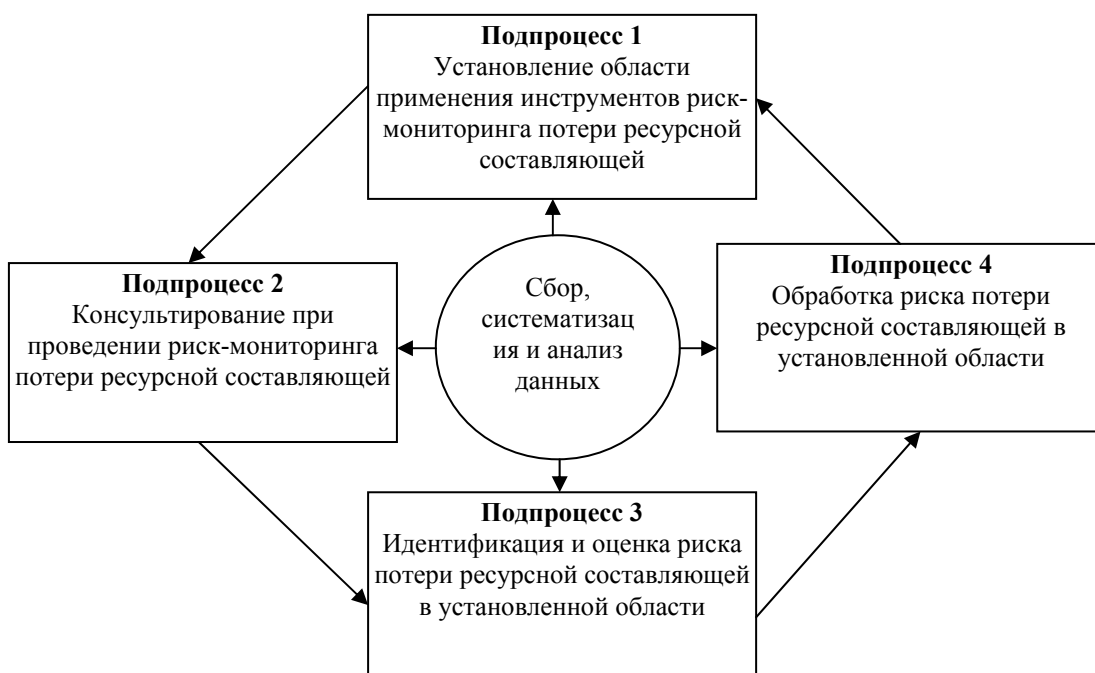 Подпроцесс 1
Установление области
применения инструментов риск-
мониторинга потери ресурсной
составляющей
Подпроцесс 2
Консультирование при
проведении риск-мониторинга
потери ресурсной составляющей
Сбор,
систематизац
ия и анализ
данных
Подпроцесс 4
Обработка риска потери
ресурсной составляющей в
установленной области
Подпроцесс 3
Идентификация и оценка риска
потери ресурсной составляющей
в установленной области